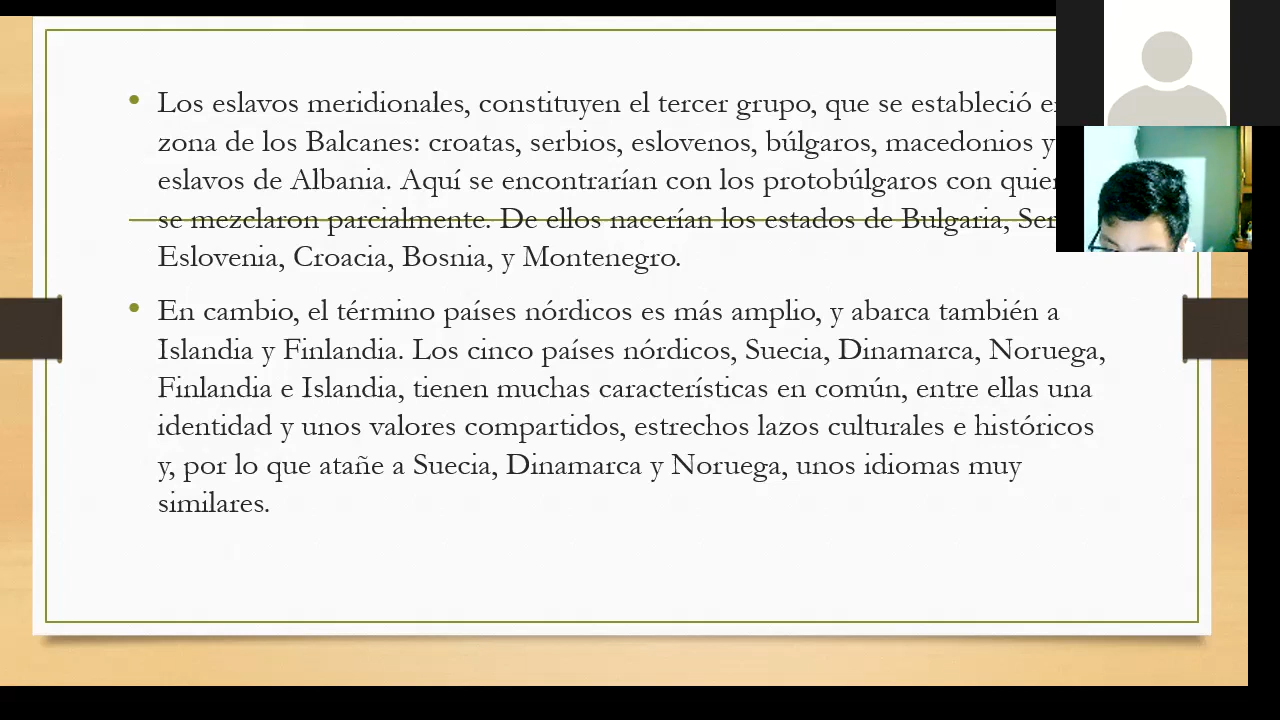 Los eslavos meridionales, constituyen el tercer grupo, que se estableció
zona de los Balcanes: croatas, serbios, eslovenos, búlgaros, macedonios y
eslavos de Albania. Aquí se encontrarían con los protobúlgaros con
se mezclaron parcialmente. De ellos nacerían los estados de Bulgaria,
Eslovenia, Croacia, Bosnia, y Montenegro.
En cambio, el término países nórdicos es más amplio, y abarca también a
Islandia y Finlandia. Los cinco países nórdicos, Suecia, Dinamarca, Noruega,
Finlandia e Islandia, tienen muchas características en común, entre ellas una
identidad y unos valores compartidos, estrechos lazos culturales e históricos
y, por lo que atañe a Suecia, Dinamarca y Noruega, unos idiomas muy
similares.